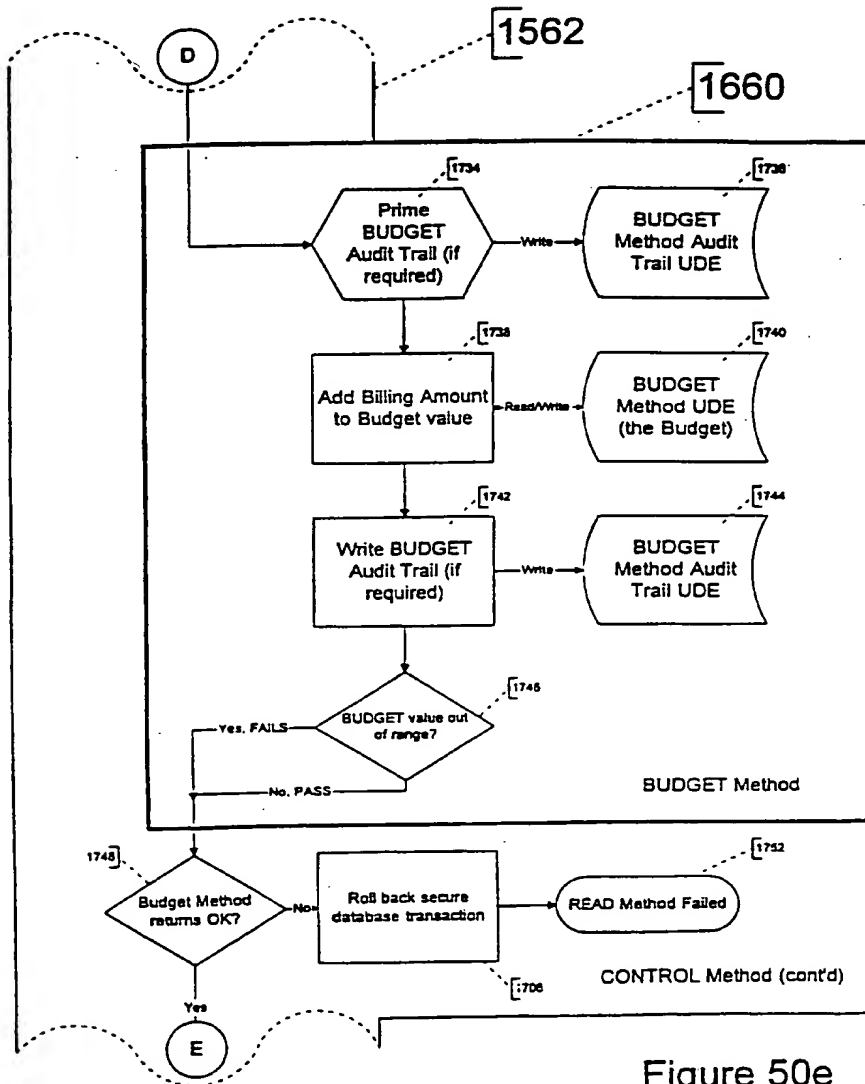 D
1562
1660
1734
Prime
BUDGET
Audit Trail (if
required)
Write
1736
BUDGET
Method Audit
Trail UDE
1738
Add Billing Amount
to Budget value
Read/Write
1740
BUDGET
Method UDE
(the Budget)
1742
Write BUDGET
Audit Trail (if
required)
Write
1744
BUDGET
Method Audit
Trail UDE
1746
BUDGET value out
of range?
Yes, FAILS
No, PASS
BUDGET Method
1748
Budget Method
returns OK?
No
Roll back secure
database transaction
1752
READ Method Failed
CONTROL Method (cont'd)
Yes
E
Figure 50e